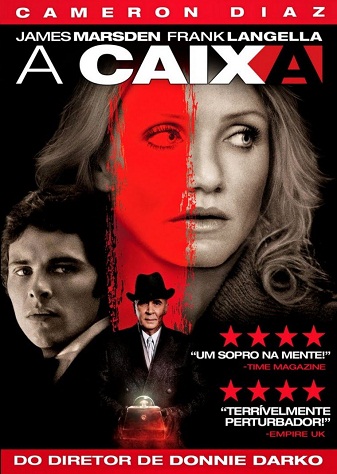 CAMERON DIAZ
JAMES MARSDEN FRANK LANGELLA
A CAIXA
"UM SOPRO NA MENTE!"
-TIME MAGAZINE
"TERRÍVELMENTE
PERTURBADOR!"
-EMPIRE UK
DO DIRETOR DE DONNIE DARKO